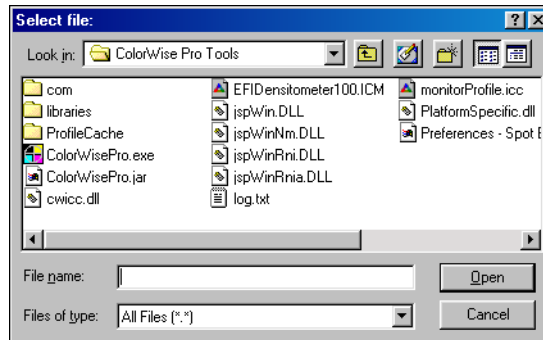 Select file:
Look in: ColorWise Pro Tools
com
libraries
ProfileCache
ColorWisePro.exe
ColorWisePro.jar
cwicc.dll
EFIDensitometer100.ICM
jspWin.DLL
jspWinNm.DLL
jspWinRni.DLL
jspWinRnia.DLL
log.txt
monitorProfile.icc
PlatformSpecific.dll
Preferences - Spot
File name:
Open
Files of type: All Files (*.*)
Cancel